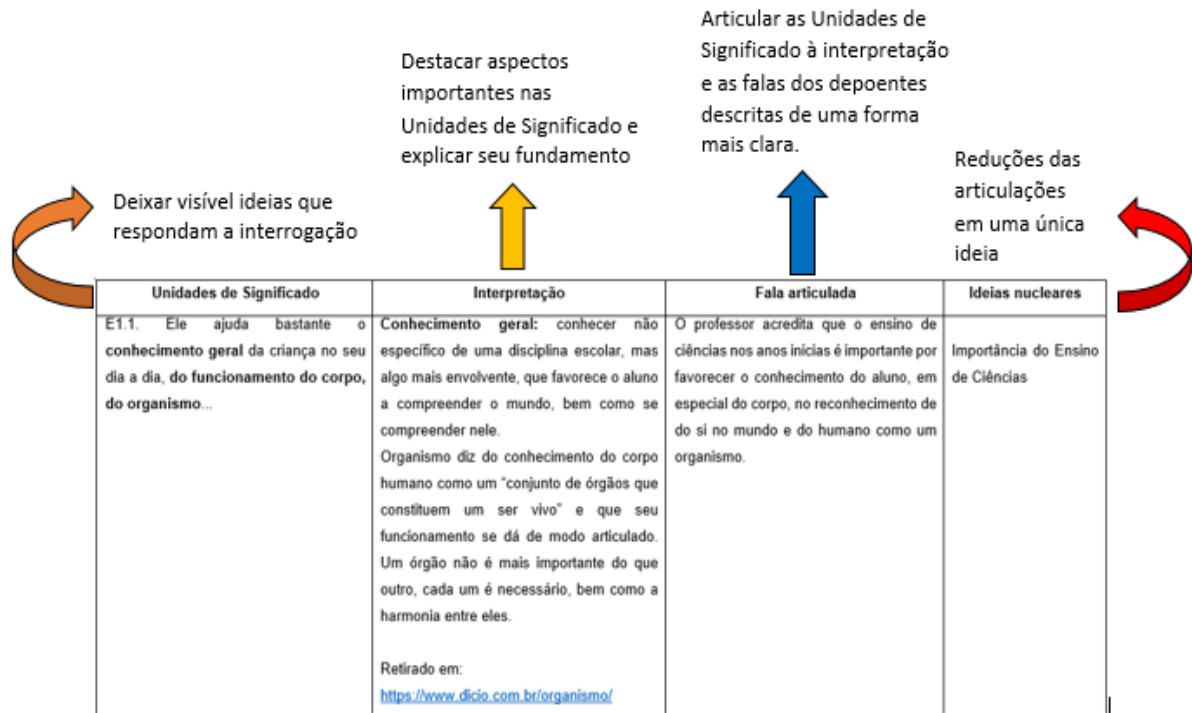 Articular as Unidades de
Significado à interpretação
e as falas dos depoentes
descritas de uma forma
mais clara.
Destacar aspectos
importantes nas
Unidades de Significado e
explicar seu fundamento
Reduções das
articulações
em uma única
ideia
Deixar visível ideias que
respondam a interrogação
Unidades de Significado
Interpretação
Fala articulada
Ideias nucleares
E1.1. Ele ajuda bastante o
conhecimento geral da criança no seu
dia a dia, do funcionamento do corpo,
do organismo...
Conhecimento geral: conhecer não
específico de uma disciplina escolar, mas
algo mais envolvente, que favorece o aluno
a compreender o mundo, bem como se
compreender nele.
Organismo diz do conhecimento do corpo
humano como um “conjunto de órgãos que
constituem um ser vivo” e que seu
funcionamento se dá de modo articulado.
Um órgão não é mais importante do que
outro, cada um é necessário, bem como a
harmonia entre eles.
Retirado em:
https://www.dicio.com.br/organismo/
O professor acredita que o ensino de
ciências nos anos inicias é importante por
favorecer o conhecimento do aluno, em
especial do corpo, no reconhecimento de
do si no mundo e do humano como um
organismo.
Importância do Ensino
de Ciências